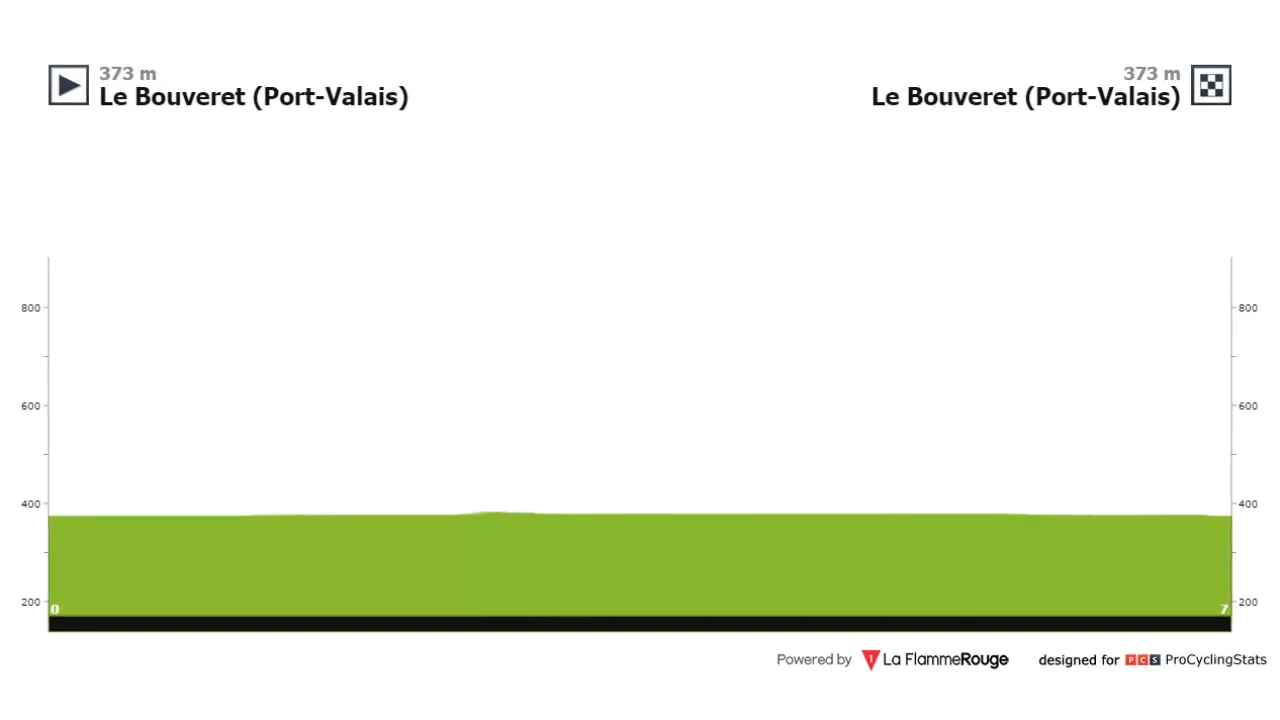 373 m
Le Bouveret (Port-Valais)
373 m
Le Bouveret (Port-Valais)
800
800
600
600
400
400
200
200
0
7
Powered by 1 La FlammeRouge designed for PCS ProCyclingStats